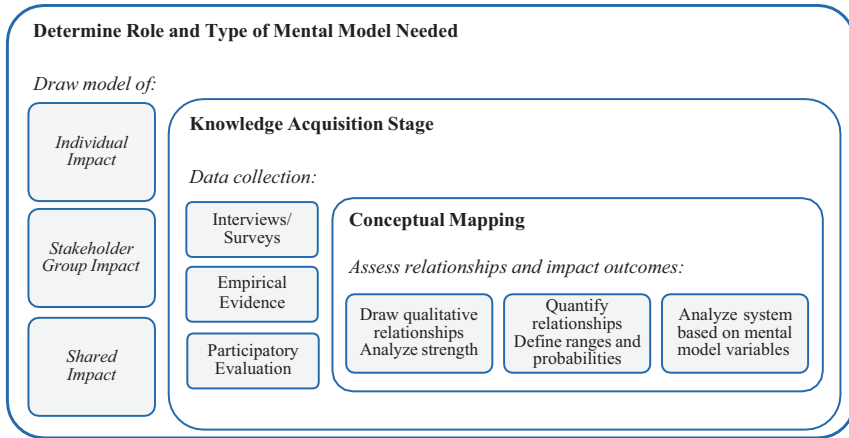 Determine Role and Type of Mental Model Needed
Draw model of:
Individual
Impact
Stakeholder
Group Impact
Shared
Impact
Knowledge Acquisition Stage
Data collection:
Interviews/
Surveys
Empirical
Evidence
Participatory
Evaluation
Conceptual Mapping
Assess relationships and impact outcomes:
Draw qualitative
relationships
Analyze strength
Quantify
relationships
Define ranges and
probabilities
Analyze system
based on mental
model variables